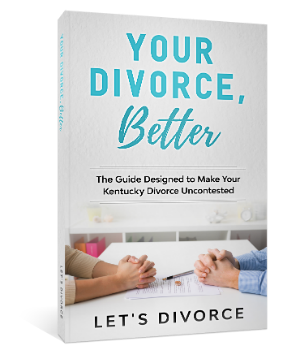 YOUR
DIVORCE,
Better
The Guide Designed to Make Your
Kentucky Divorce Uncontested
LET'S DIVORCE
YOUR DIVORCE, Better
LET'S DIVORCE